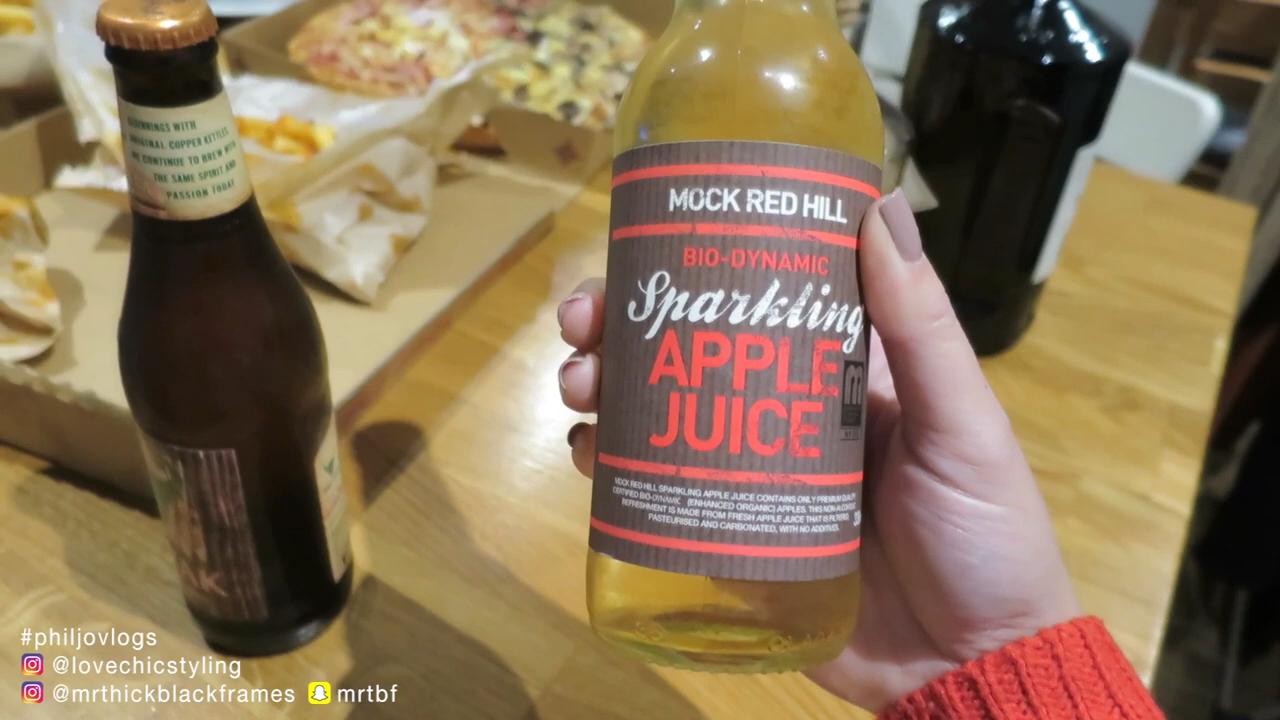 BEGINNINGS WITH
ORIGINAL COPPER KETTLES,
WE CONTINUE TO BREW WITH
THE SAME SPIRIT AND
PASSION TODAY
MOCK RED HILL
BIO-DYNAMIC
Sparkling
APPLE
JUICE
MOCK RED HILL SPARKLING APPLE JUICE CONTAINS ONLY PREMIUM QUALITY
CERTIFIED BIO-DYNAMIC (ENHANCED ORGANIC) APPLES. THIS NON-ALCOHOLIC
REFRESHMENT IS MADE FROM FRESH APPLE JUICE THAT IS FILTERED,
PASTEURISED AND CARBONATED, WITH NO ADDITIVES.
#philjovlogs
@lovechicstyling
@mrthickblackframes mrtbf